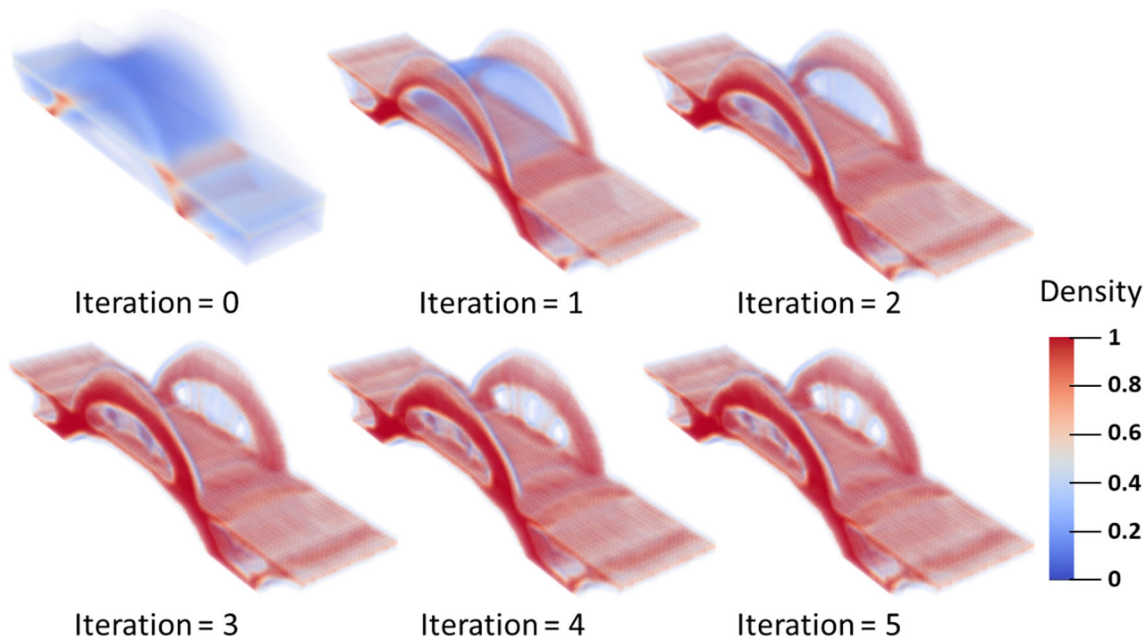 Iteration = 0
Iteration = 1
Iteration = 2
Density
1
0.8
0.6
0.4
0.2
0
Iteration = 3
Iteration = 4
Iteration = 5